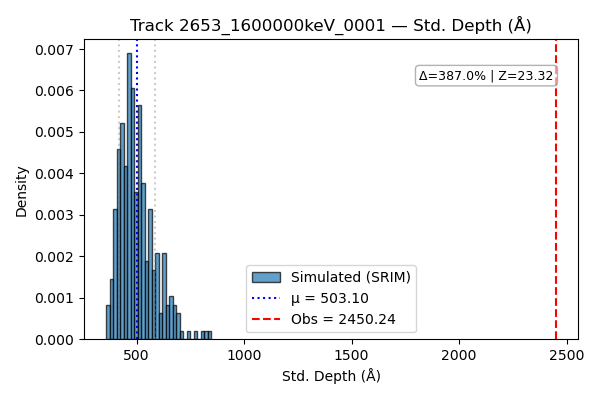 Track 2653_1600000keV_0001 — Std. Depth (Å)
Δ=387.0% | Z=23.32
Density
0.007
0.006
0.005
0.004
0.003
0.002
0.001
0.000
Simulated (SRIM)
μ = 503.10
Obs = 2450.24
500
1000
1500
2000
2500
Std. Depth (Å)